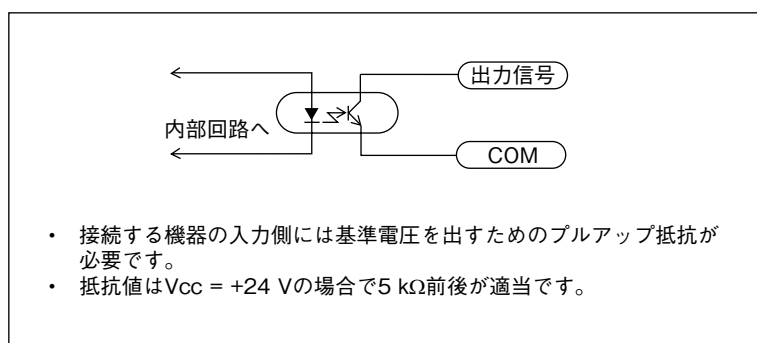 出力信号
内部回路へ
COM
・ 接続する機器の入力側には基準電圧を出すためのプルアップ抵抗が
必要です。
・ 抵抗値はVcc = +24 Vの場合で5 kΩ前後が適当です。